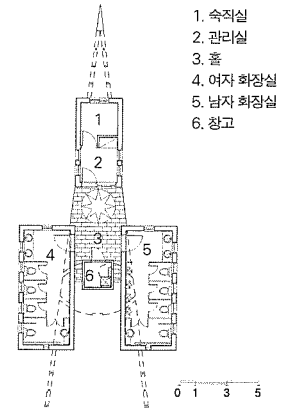 1. 숙직실
2. 관리실
3. 홀
4. 여자 화장실
5. 남자 화장실
6. 창고
1
2
3
4
5
6
0 1 3 5